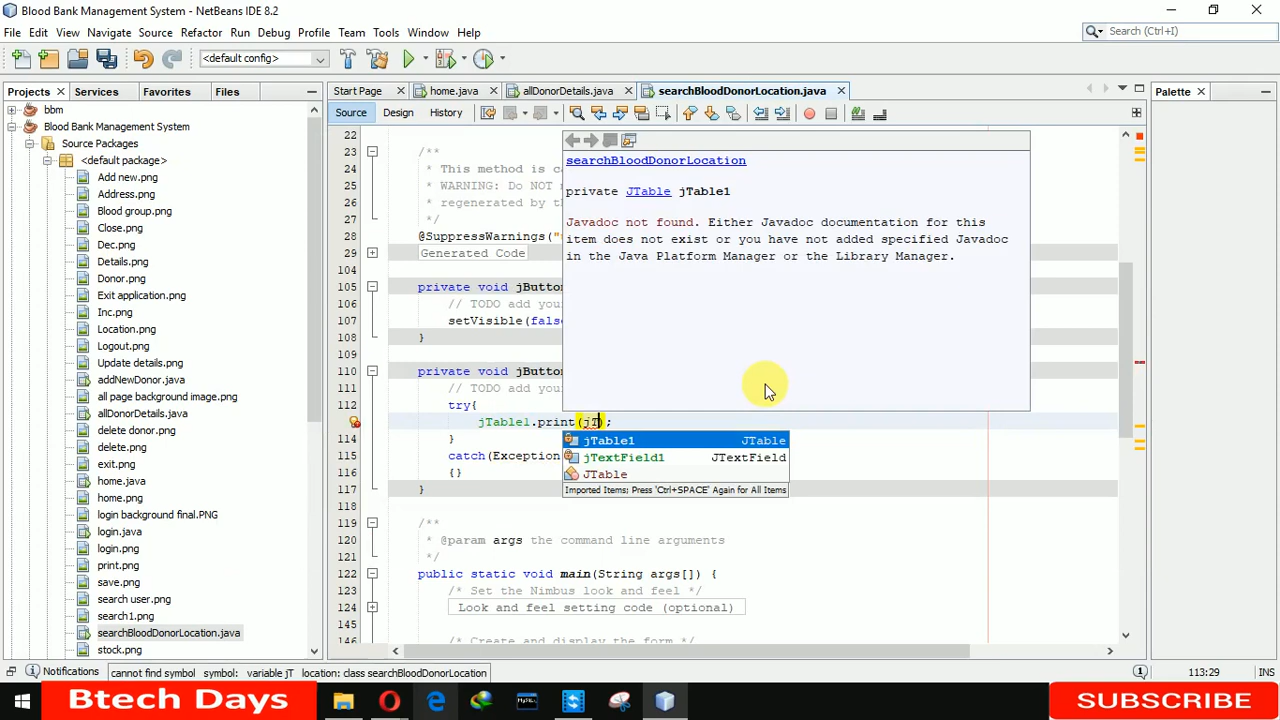 Blood Bank Management System - NetBeans IDE 8.2
File Edit View Navigate Source Refactor Run Debug Profile Team Tools Window Help
Search (Ctrl+I)
<default config>
Projects Services Favorites Files
Start Page home.java allDonorDetails.java searchBloodDonorLocation.java
Palette
Source Design History
bbm
Blood Bank Management System
Source Packages
<default package>
Add new.png
Address.png
Blood group.png
Close.png
Dec.png
Details.png
Donor.png
Exit application.png
Inc.png
Location.png
Logout.png
Update details.png
addNewDonor.java
all page background image.png
allDonorDetails.java
delete donor.png
delete.png
exit.png
home.java
home.png
login background final.PNG
login.java
login.png
print.png
save.png
search user.png
search1.png
searchBloodDonorLocation.java
stock.png
22
23 /**
24 * This method is ca
25 * WARNING: Do NOT m
26 * regenerated by th
27 */
28 @SuppressWarnings("u
29 Generated Code
104
105 private void jButton
106 // TODO add you
107 setVisible(fals
108 }
109
110 private void jButton
111 // TODO add you
112 try{
jTable1.print(jT);
114 }
115 catch(Exception
116 {}
117 }
118
119 /**
120 * @param args the command line arguments
121 */
122 public static void main(String args[]) {
123 /* Set the Nimbus look and feel */
124 Look and feel setting code (optional)
146 /* Create and display the form */
searchBloodDonorLocation
private JTable jTable1
Javadoc not found. Either Javadoc documentation for this
item does not exist or you have not added specified Javadoc
in the Java Platform Manager or the Library Manager.
jTable1 JTable
jTextField1 JTextField
JTable
Imported Items; Press 'Ctrl+SPACE' Again for All Items
Notifications cannot find symbol symbol: variable jT location: class searchBloodDonorLocation
1 113:29 INS
Btech Days
MySQL
SUBSCRIBE